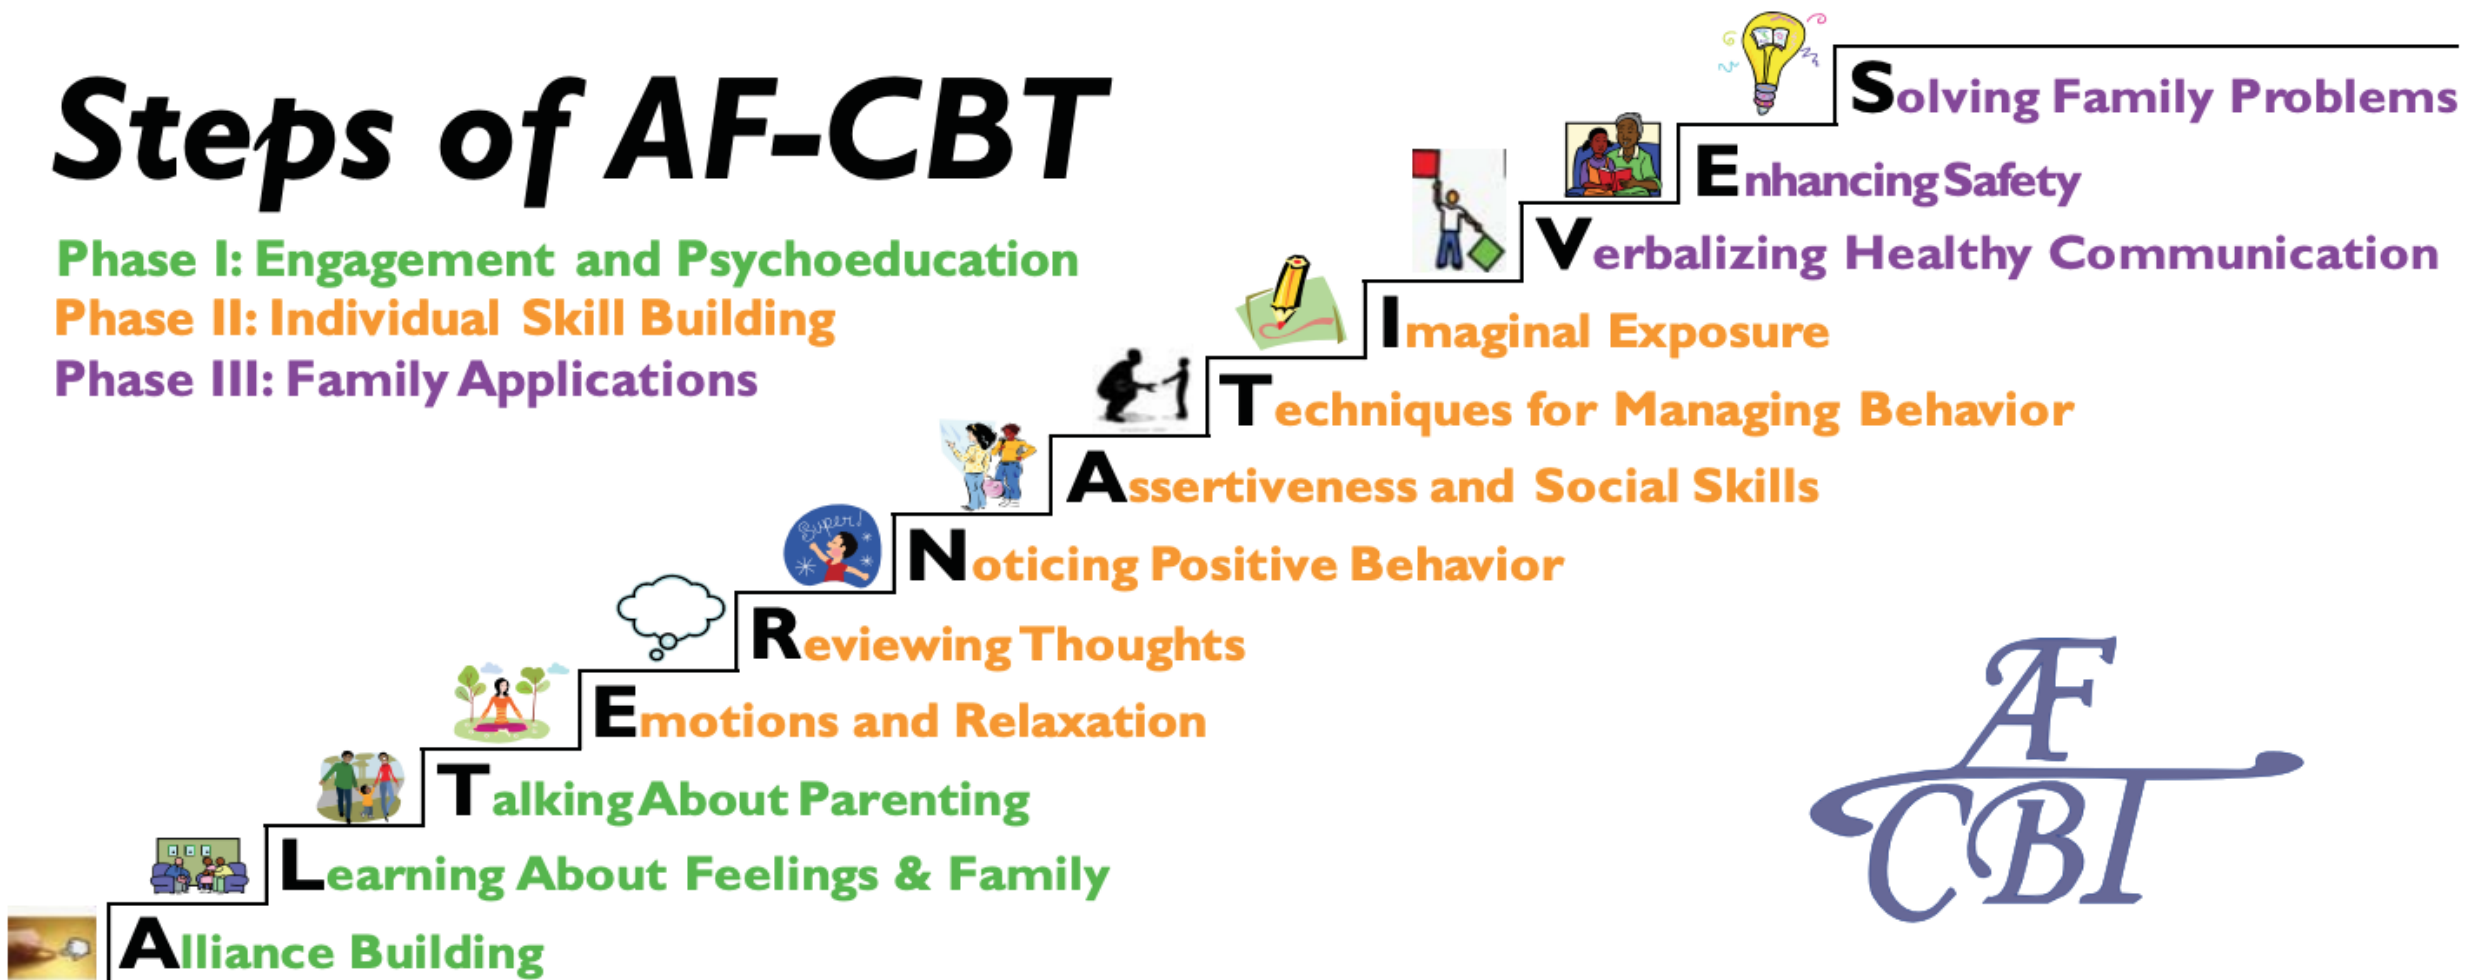 Steps of AF-CBT
Phase I: Engagement and Psychoeducation
Phase II: Individual Skill Building
Phase III: Family Applications
Solving Family Problems
Enhancing Safety
Verbalizing Healthy Communication
Imaginal Exposure
Techniques for Managing Behavior
Assertiveness and Social Skills
Super!
Noticing Positive Behavior
Reviewing Thoughts
Emotions and Relaxation
Talking About Parenting
Learning About Feelings & Family
Alliance Building
AF
CBT